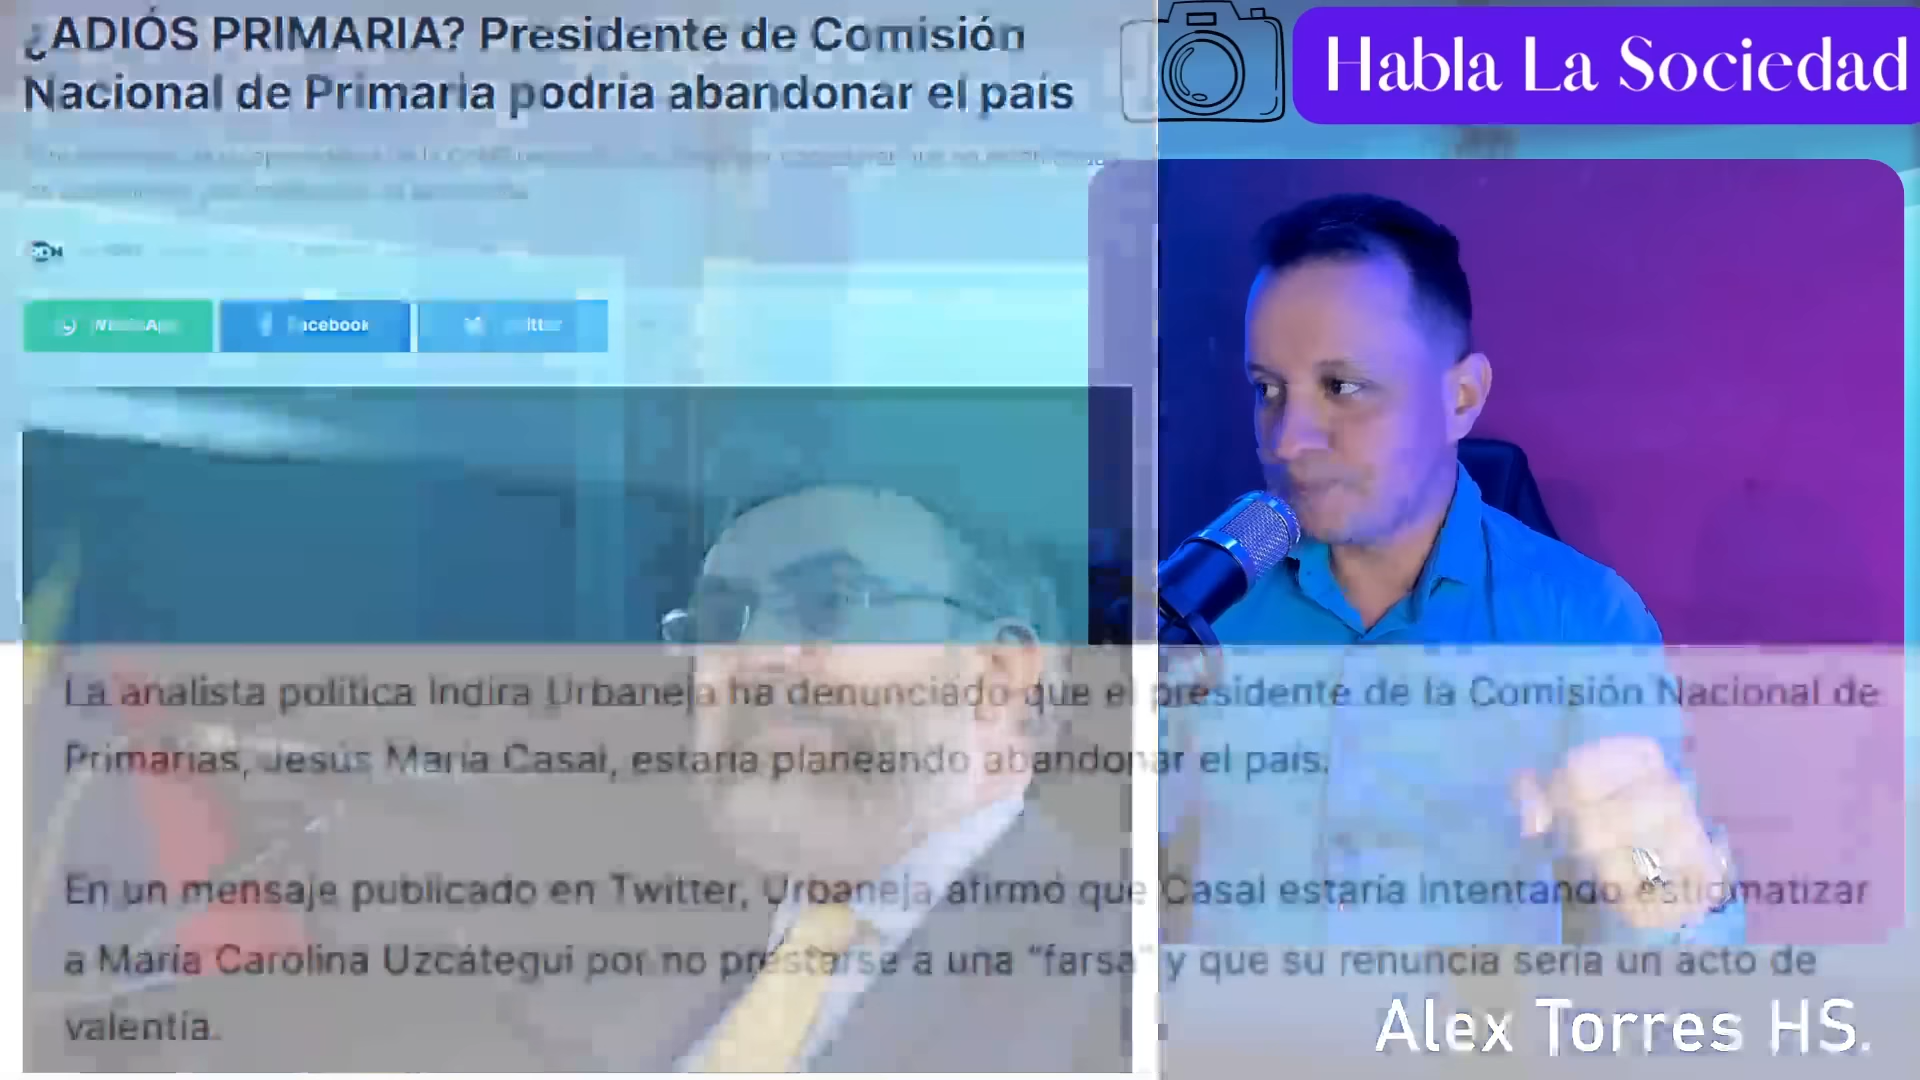 ¿ADIÓS PRIMARIA? Presidente de Comisión
Nacional de Primaria podría abandonar el país
Habla La Sociedad
WhatsApp
Facebook
Twitter
La analista política Indira Urbaneja ha denunciado que el presidente de la Comisión Nacional de
Primarias, Jesús María Casal, estaría planeando abandonar el país.
En un mensaje publicado en Twitter, Urbaneja afirmó que Casal estaría intentando estigmatizar
a María Carolina Uzcátegui por no prestarse a una "farsa" y que su renuncia sería un acto de
valentía.
Alex Torres HS.